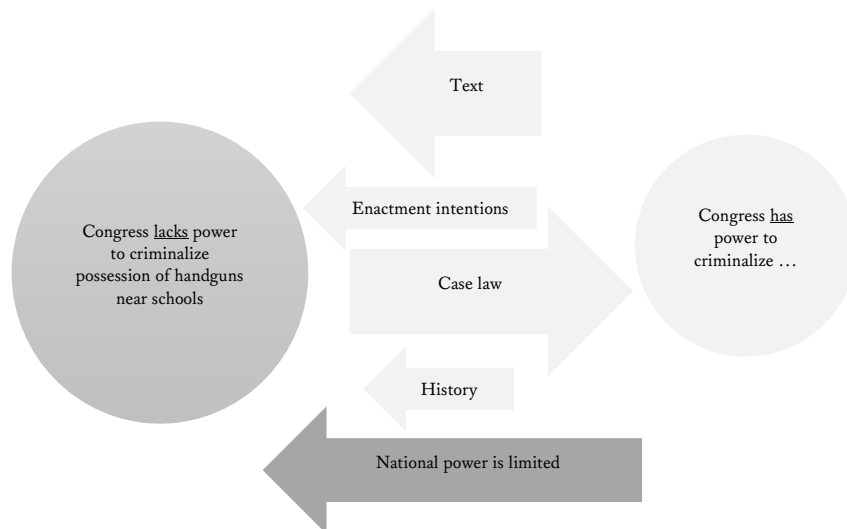 Text
Enactment intentions
Congress lacks power
to criminalize
possession of handguns
near schools
Congress has
power to
criminalize …
Case law
History
National power is limited